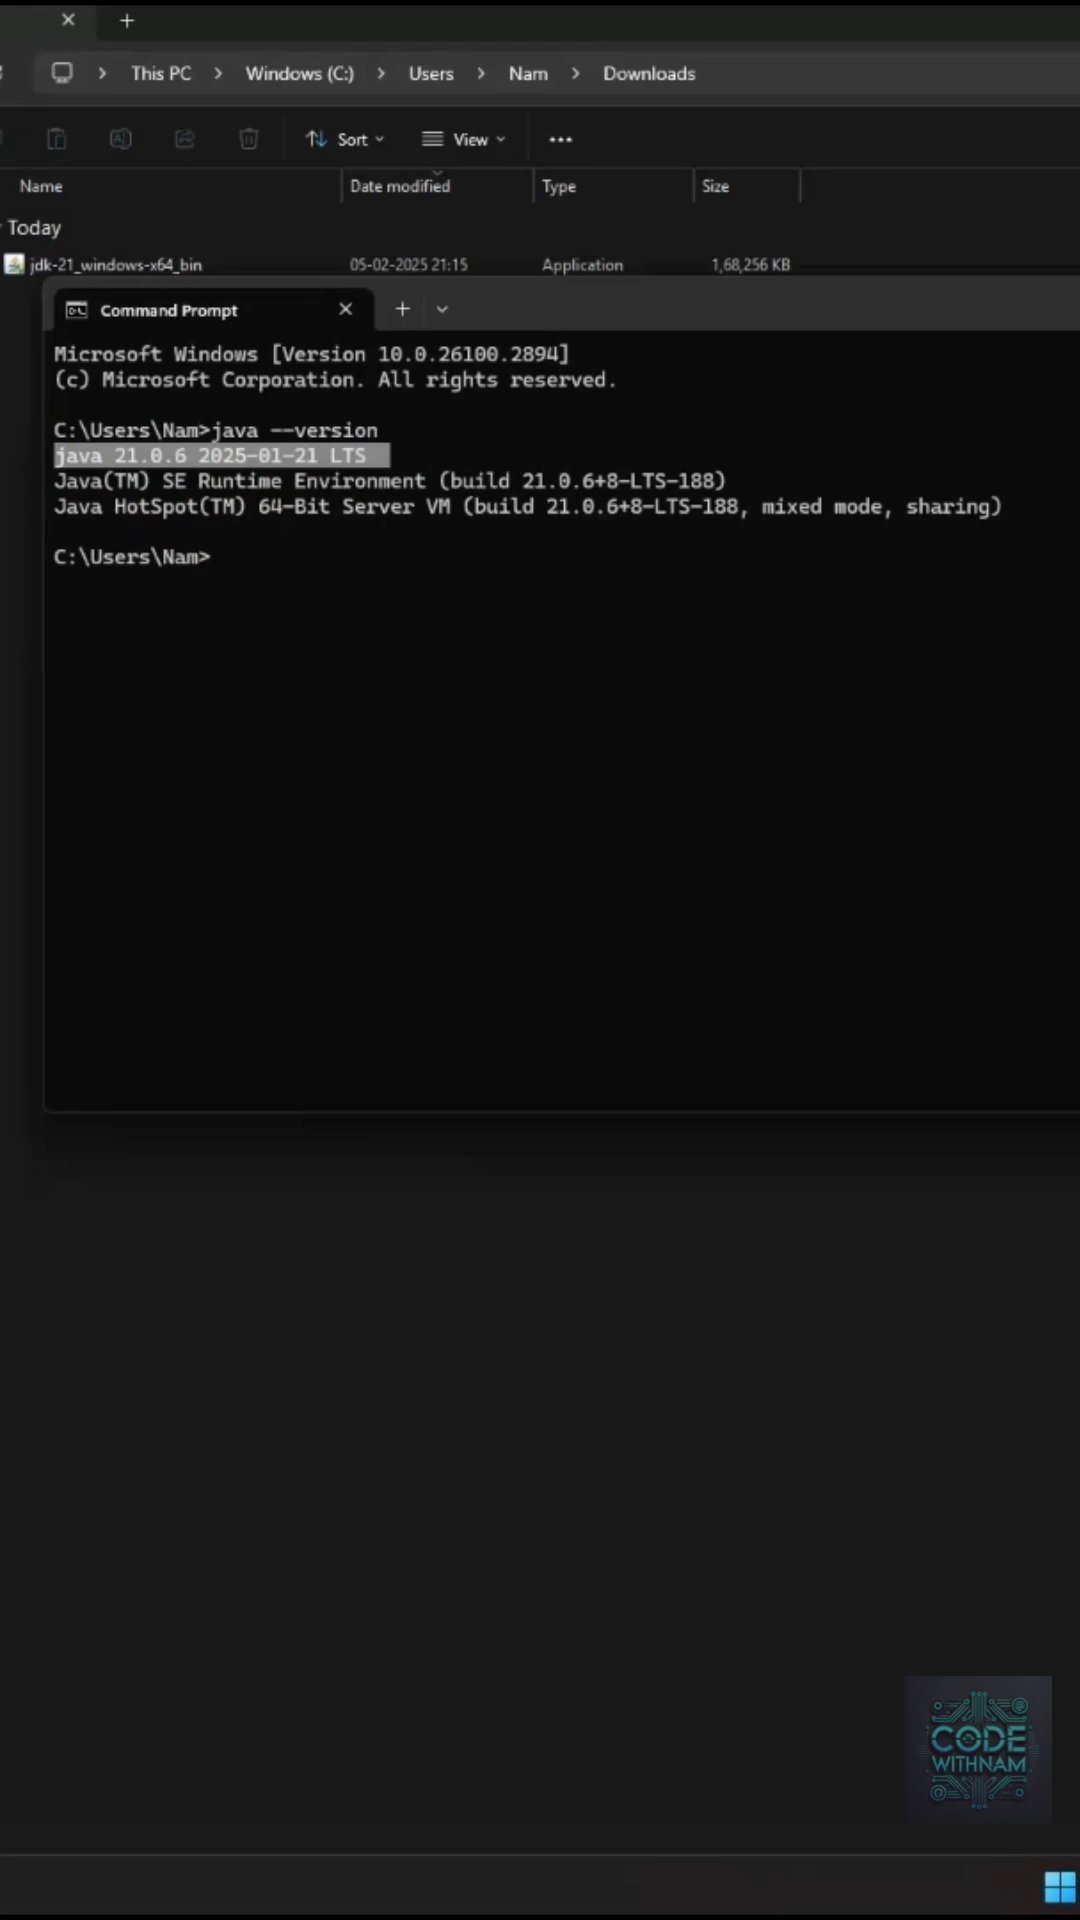 This PC > Windows (C:) > Users > Nam > Downloads
Sort View
Name Date modified Type Size
Today
jdk-21_windows-x64_bin 05-02-2025 21:15 Application 1,68,256 KB
Command Prompt
Microsoft Windows [Version 10.0.26100.2894]
(c) Microsoft Corporation. All rights reserved.
C:\Users\Nam>java --version
java 21.0.6 2025-01-21 LTS
Java(TM) SE Runtime Environment (build 21.0.6+8-LTS-188)
Java HotSpot(TM) 64-Bit Server VM (build 21.0.6+8-LTS-188, mixed mode, sharing)
C:\Users\Nam>
CODE
WITHNAM